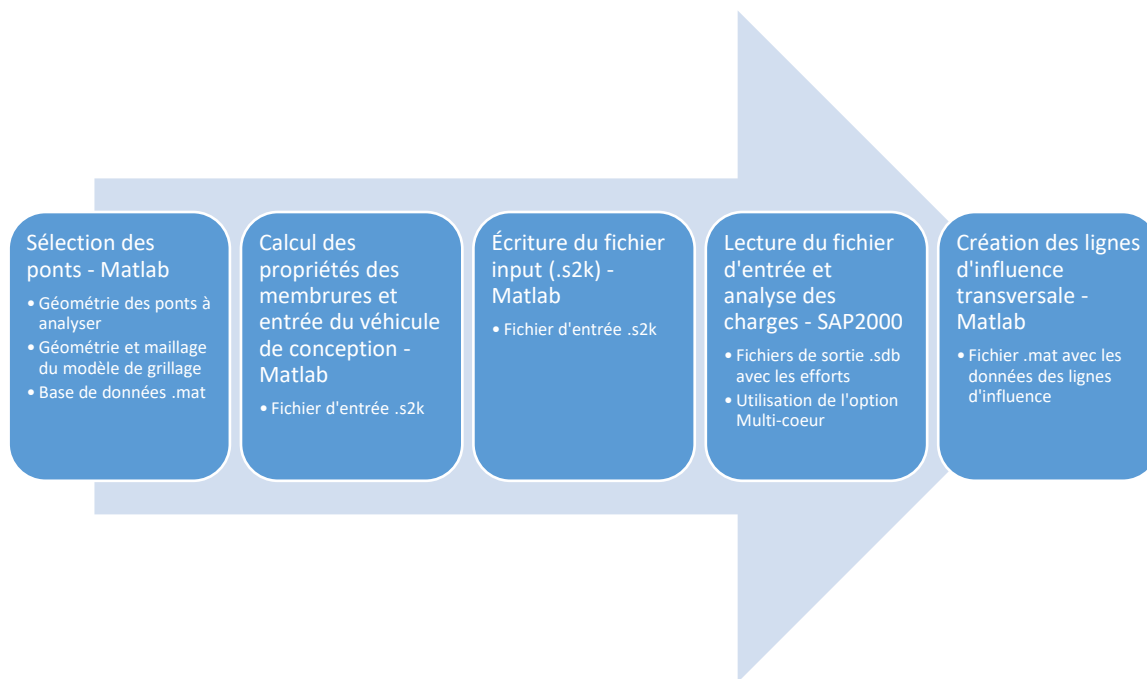 Sélection des
ponts - Matlab
• Géométrie des ponts à
analyser
• Géométrie et maillage
du modèle de grillage
• Base de données .mat
Calcul des
propriétés des
membrures et
entrée du véhicule
de conception -
Matlab
• Fichier d'entrée .s2k
Écriture du fichier
input (.s2k) -
Matlab
• Fichier d'entrée .s2k
Lecture du fichier
d'entrée et
analyse des
charges - SAP2000
• Fichiers de sortie .sdb
avec les efforts
• Utilisation de l'option
Multi-coeur
Création des lignes
d'influence
transversale -
Matlab
• Fichier .mat avec les
données des lignes
d'influence